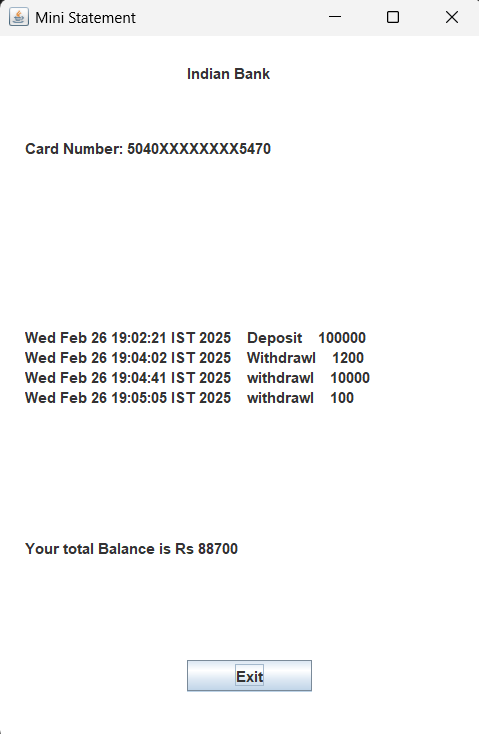 Mini Statement
Indian Bank
Card Number: 5040XXXXXXXX5470
Wed Feb 26 19:02:21 IST 2025 Deposit 100000
Wed Feb 26 19:04:02 IST 2025 Withdrawl 1200
Wed Feb 26 19:04:41 IST 2025 withdrawl 10000
Wed Feb 26 19:05:05 IST 2025 withdrawl 100
Your total Balance is Rs 88700
Exit